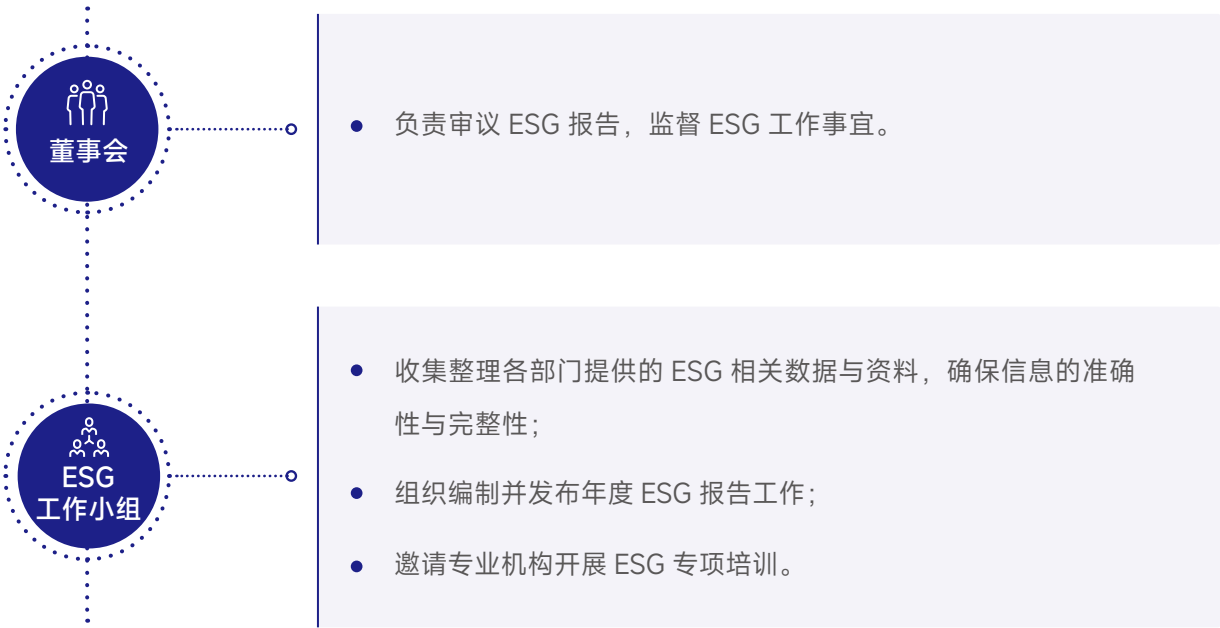 董事会
负责审议 ESG 报告，监督 ESG 工作事宜。
ESG
工作小组
收集整理各部门提供的 ESG 相关数据与资料，确保信息的准确
性与完整性；
组织编制并发布年度 ESG 报告工作；
邀请专业机构开展 ESG 专项培训。